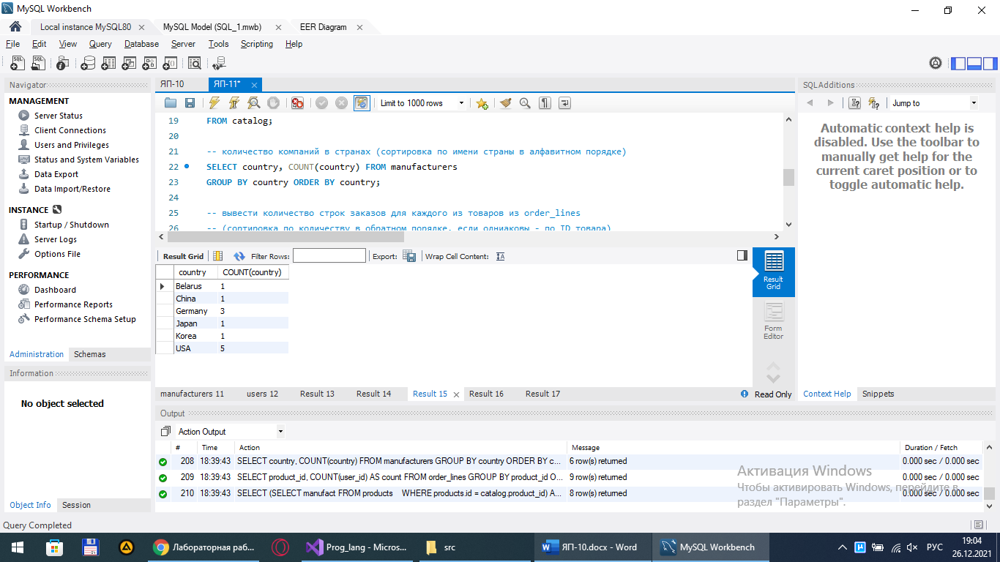 MySQL Workbench
Local instance MySQL80
MySQL Model (SQL_1.mwb)
EER Diagram
File Edit View Query Database Server Tools Scripting Help
Navigator
MANAGEMENT
Server Status
Client Connections
Users and Privileges
Status and System Variables
Data Export
Data Import/Restore
INSTANCE
Startup / Shutdown
Server Logs
Options File
PERFORMANCE
Dashboard
Performance Reports
Performance Schema Setup
Administration Schemas
Information
No object selected
Object Info Session
Query Completed
ЯП-10 ЯП-11*
Limit to 1000 rows
19 FROM catalog;
20
21 -- количество компаний в странах (сортировка по имени страны в алфавитном порядке)
22 SELECT country, COUNT(country) FROM manufacturers
23 GROUP BY country ORDER BY country;
24
25 -- вывести количество строк заказов для каждого из товаров из order_lines
26 -- (сортировка по количеству в обратном порядке, если одниаковы - по ID товара)
Result Grid Filter Rows: Export: Wrap Cell Content:
country COUNT(country)
Belarus 1
China 1
Germany 3
Japan 1
Korea 1
USA 5
Result Grid
Form Editor
manufacturers 11 users 12 Result 13 Result 14 Result 15 Result 16 Result 17 Read Only
SQLAdditions
Jump to
Automatic context help is
disabled. Use the toolbar to
manually get help for the
current caret position or to
toggle automatic help.
Context Help Snippets
Output
Action Output
# Time Action Message Duration / Fetch
208 18:39:43 SELECT country, COUNT(country) FROM manufacturers GROUP BY country ORDER BY c... 6 row(s) returned 0.000 sec / 0.000 sec
209 18:39:43 SELECT product_id, COUNT(user_id) AS count FROM order_lines GROUP BY product_id O... 9 row(s) returned 0.000 sec / 0.000 sec
210 18:39:43 SELECT (SELECT manufact FROM products WHERE products.id = catalog.product_id) A... 8 row(s) returned 0.000 sec / 0.000 sec
Активация Windows
Чтобы активировать Windows, перейдите в
раздел "Параметры".
Лабораторная раб... Prog_lang - Micros... src ЯП-10.docx - Word MySQL Workbench РУС 19:04
26.12.2021